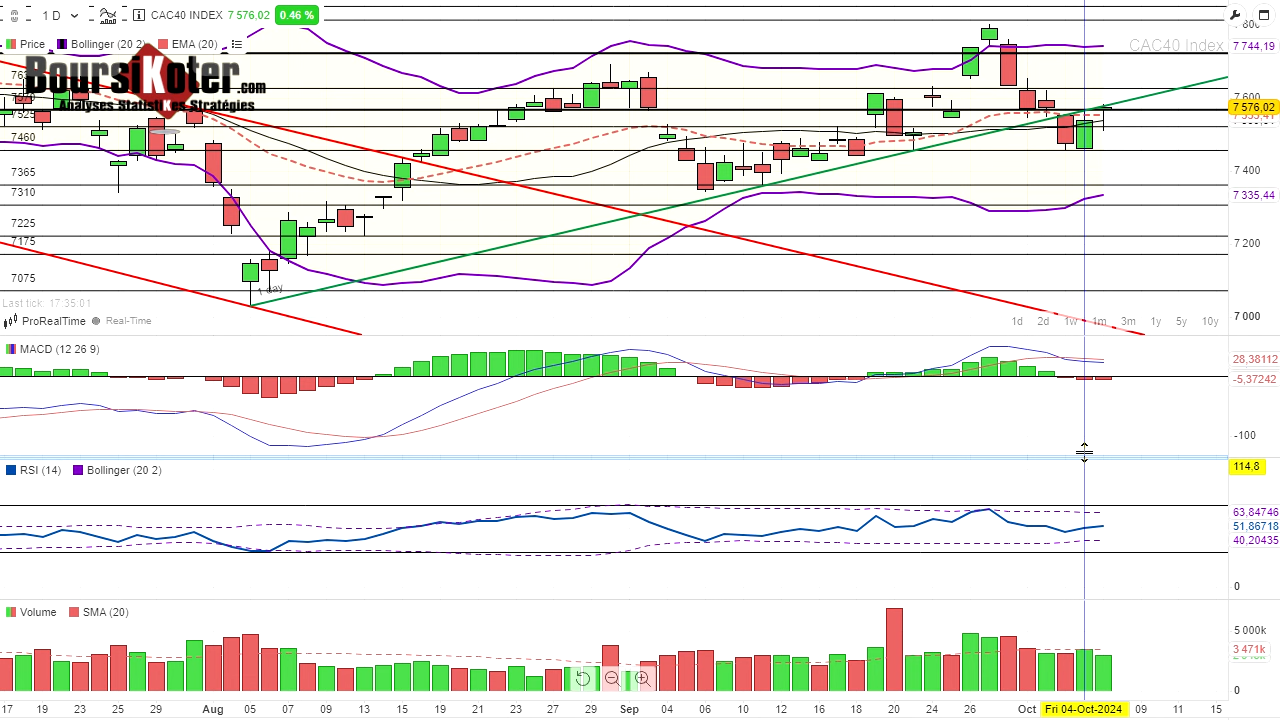 1 D
CAC40 INDEX 7 576,02 0.46 %
Price Bollinger (20 2) EMA (20)
BoursiKoter.com
Analyses StatistiKes Stratégies
CAC40 Index
7 744,19
7 600
7 576,02
7 400
7 335,44
7 200
7 000
7570
7525
7460
7365
7310
7225
7175
7075
1 day
Last tick 17:35:01
ProRealTime Real-Time
1d 2d 1w 1m 3m 1y 5y 10y
MACD (12 26 9)
28,38112
-5,37242
-100
RSI (14) Bollinger (20 2)
114.8
63,84746
51,86718
40,20435
0
Volume SMA (20)
5 000k
3 471k
0
17 19 23 25 29 Aug 05 07 09 13 15 19 21 23 27 29 Sep 04 06 10 12 16 18 20 24 26 Oct Fri 04-Oct-2024 09 11 15